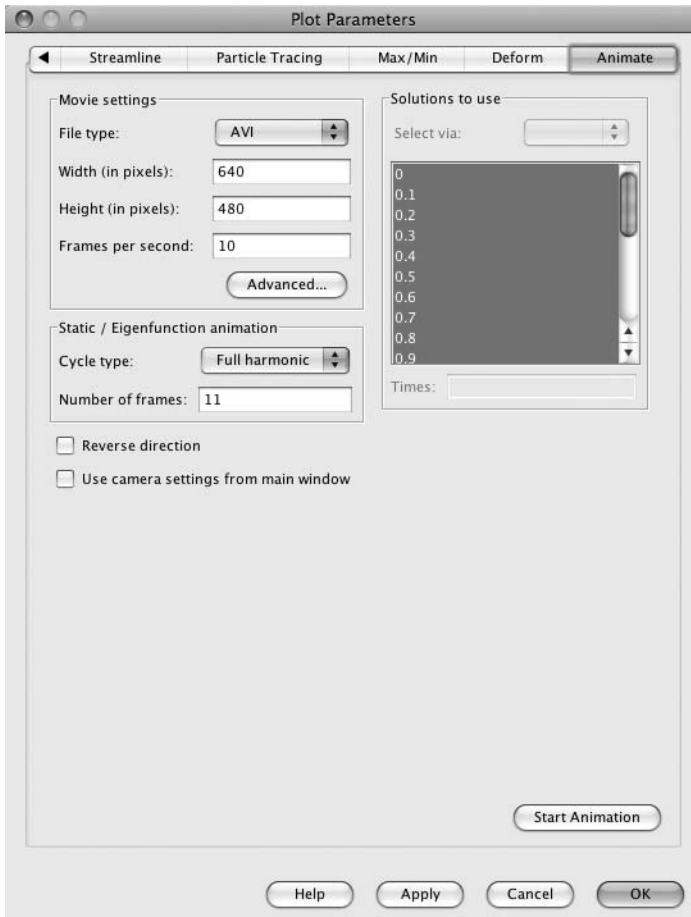 Plot Parameters
Streamline
Particle Tracing
Max/Min
Deform
Animate
Movie settings
File type:
AVI
Width (in pixels):
640
Height (in pixels):
480
Frames per second:
10
Advanced...
Static / Eigenfunction animation
Cycle type:
Full harmonic
Number of frames:
11
Reverse direction
Use camera settings from main window
Solutions to use
Select via:
0
0.1
0.2
0.3
0.4
0.5
0.6
0.7
0.8
0.9
Times:
Start Animation
Help
Apply
Cancel
OK